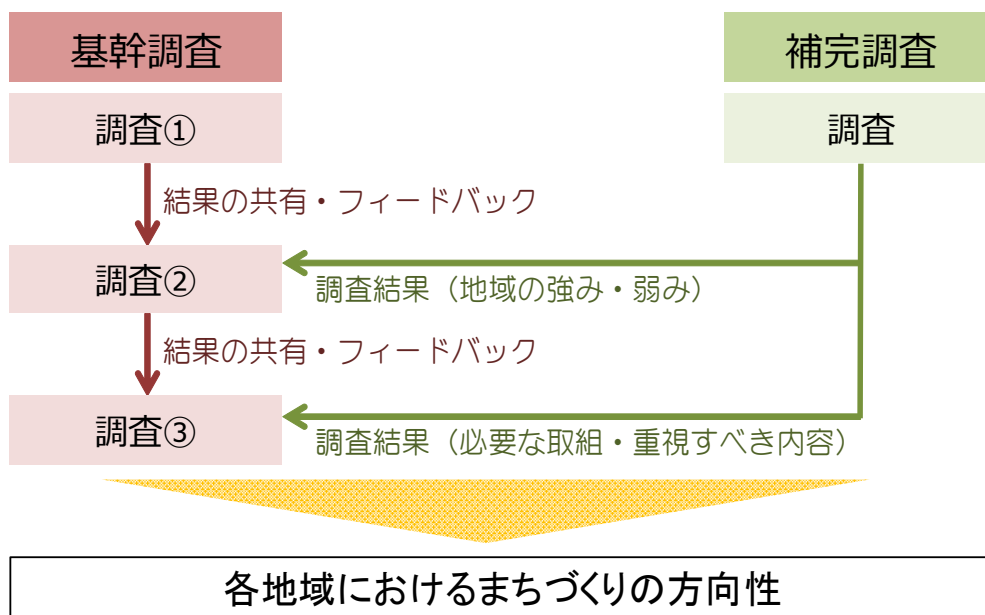 基幹調査
補完調査
調査①
調査
結果の共有・フィードバック
調査②
調査結果（地域の強み・弱み）
結果の共有・フィードバック
調査③
調査結果（必要な取組・重視すべき内容）
各地域におけるまちづくりの方向性